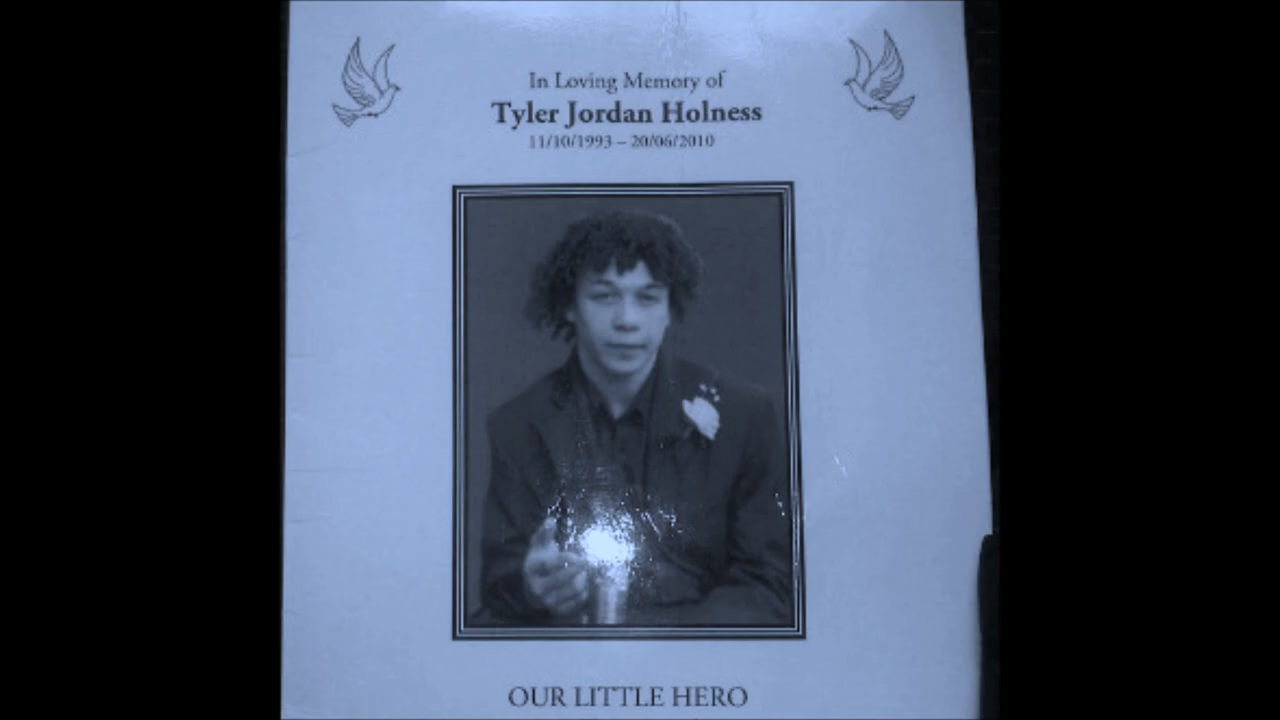 In Loving Memory of
Tyler Jordan Holness
11/10/1993 – 20/06/2010
OUR LITTLE HERO